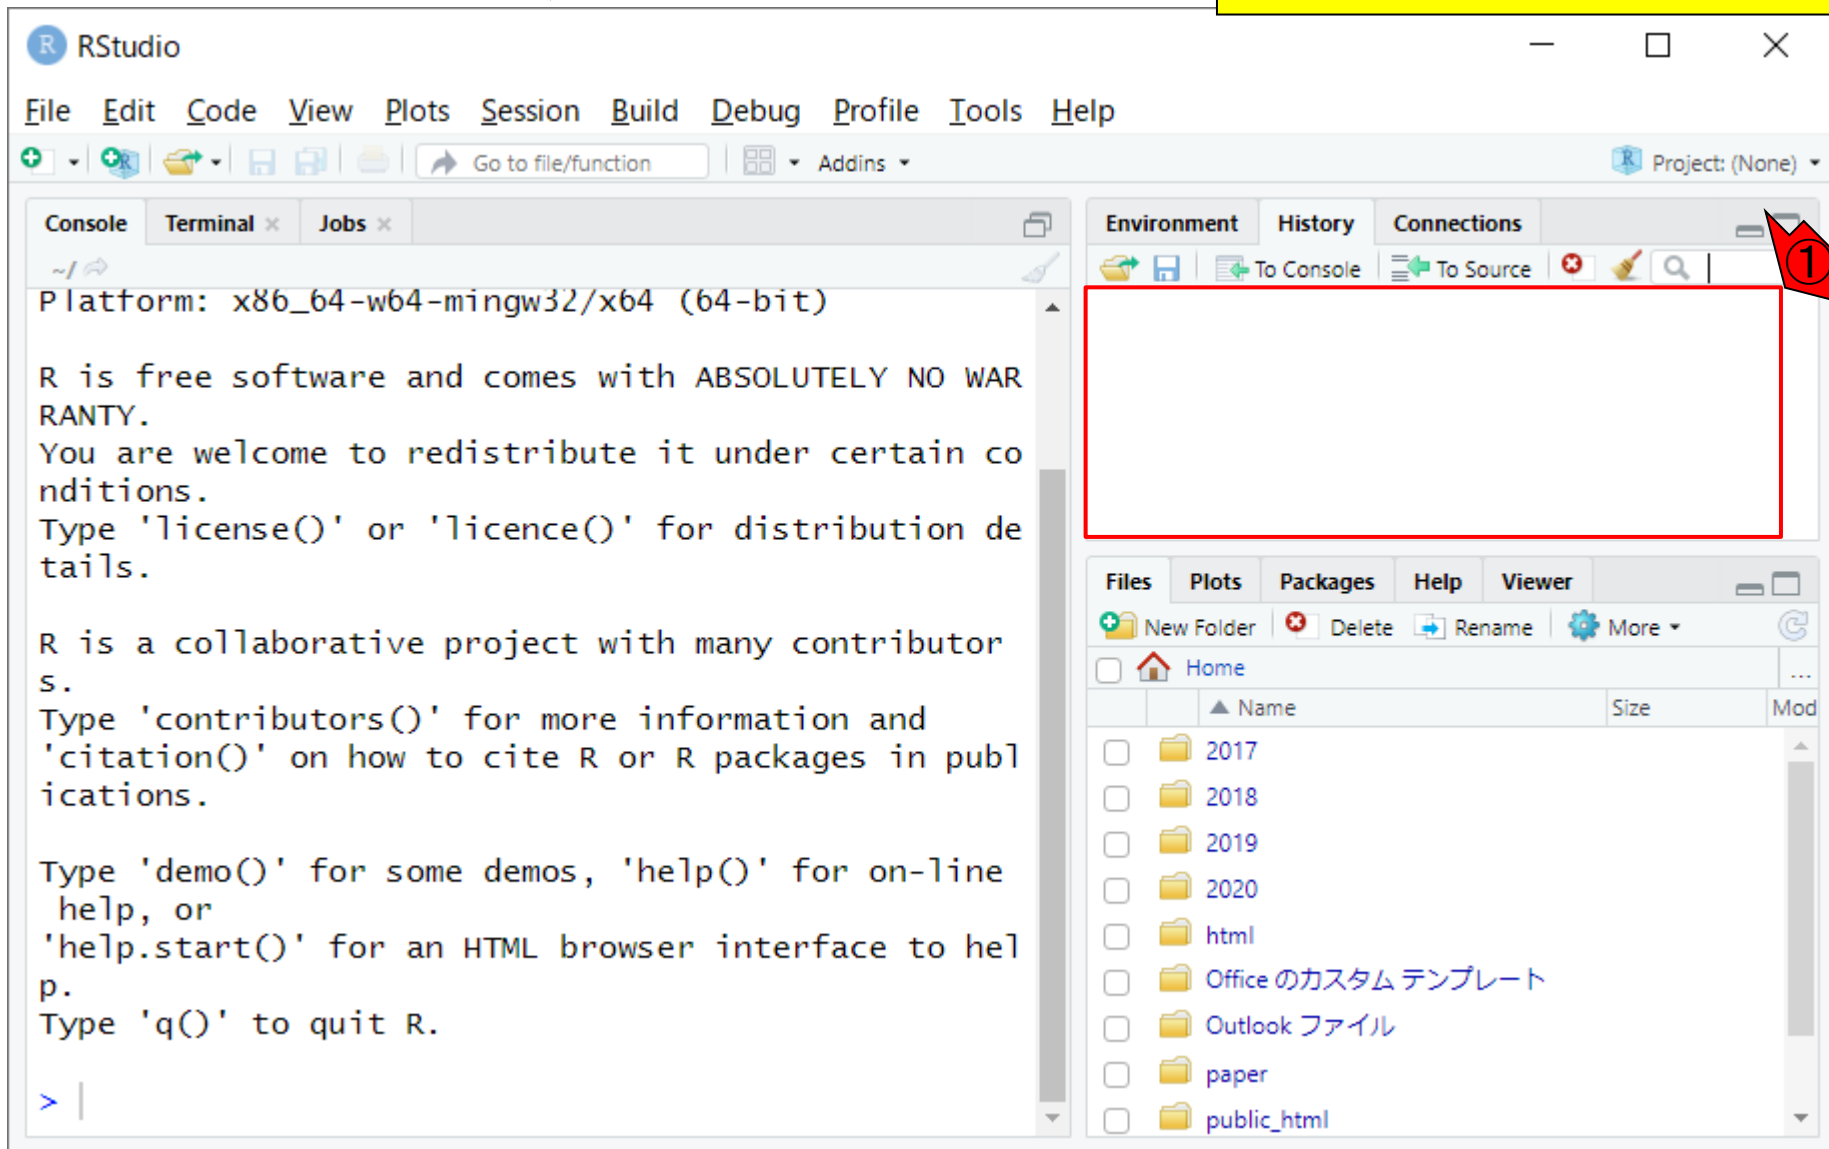 RStudio
File Edit Code View Plots Session Build Debug Profile Tools Help
Go to file/function
Addins
Project: (None)
Console Terminal Jobs
~/
Platform: x86_64-w64-mingw32/x64 (64-bit)
R is free software and comes with ABSOLUTELY NO WAR
RANTY.
You are welcome to redistribute it under certain co
nditions.
Type 'license()' or 'licence()' for distribution de
tails.
R is a collaborative project with many contributor
s.
Type 'contributors()' for more information and
'citation()' on how to cite R or R packages in publ
ications.
Type 'demo()' for some demos, 'help()' for on-line
help, or
'help.start()' for an HTML browser interface to hel
p.
Type 'q()' to quit R.
>
Environment History Connections
To Console To Source
①
Files Plots Packages Help Viewer
New Folder Delete Rename More
Home ...
Name Size Mod
2017
2018
2019
2020
html
Office のカスタム テンプレート
Outlook ファイル
paper
public_html